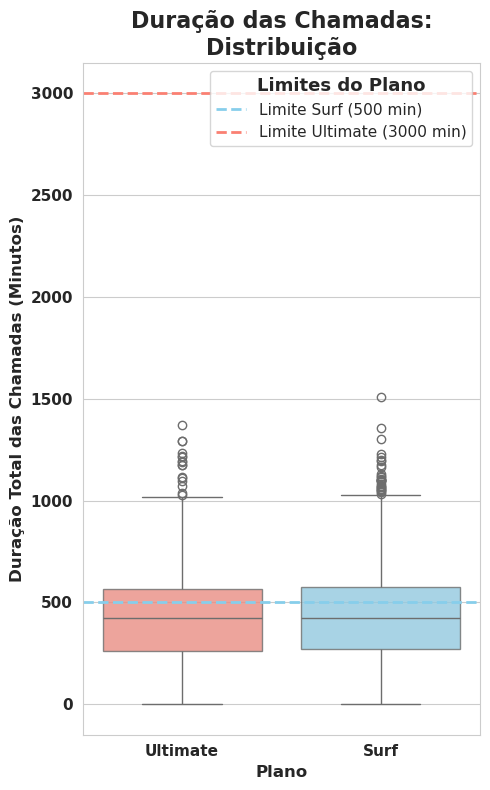 Duração das Chamadas:
Distribuição
Limites do Plano
Limite Surf (500 min)
Limite Ultimate (3000 min)
Duração Total das Chamadas (Minutos)
3000
2500
2000
1500
1000
500
0
Ultimate
Surf
Plano